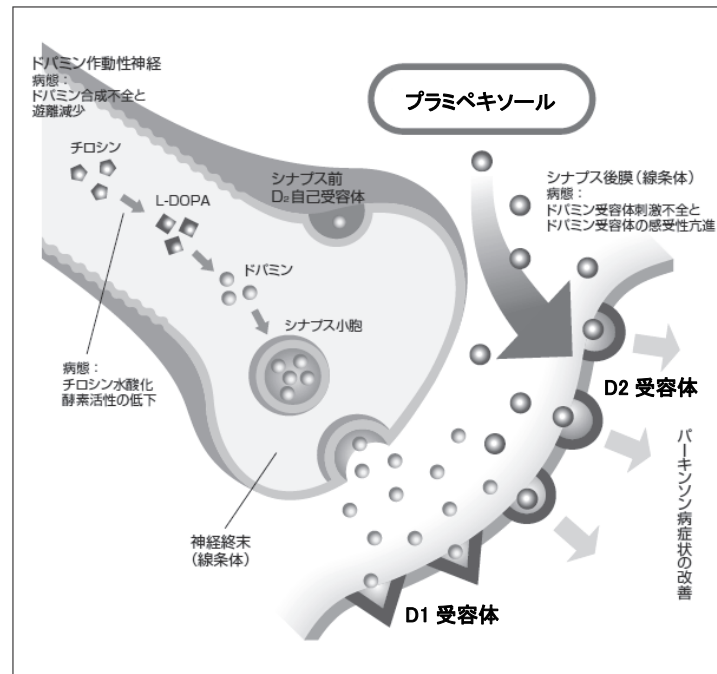 ドパミン作動性神経
病態：
ドパミン合成不全と
遊離減少
チロシン
L-DOPA
ドパミン
シナプス小胞
シナプス前
D₂自己受容体
プラミペキソール
シナプス後膜（線条体）
病態：
ドパミン受容体刺激不全と
ドパミン受容体の感受性亢進
病態：
チロシン水酸化
酵素活性の低下
神経終末
（線条体）
D2 受容体
D1 受容体
パーキンソン病症状の改善